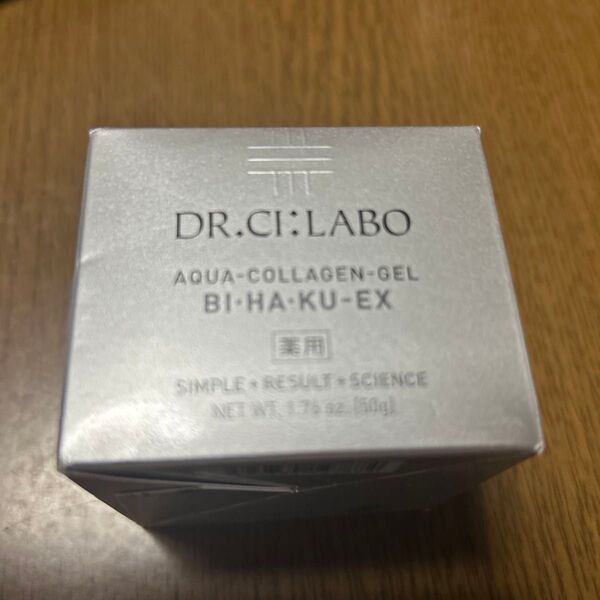 DR.CI:LABO
AQUA-COLLAGEN-GEL
BI·HA·KU-EX
薬用
SIMPLE★RESULT★SCIENCE
NET WT. 1.76 oz. (50g)